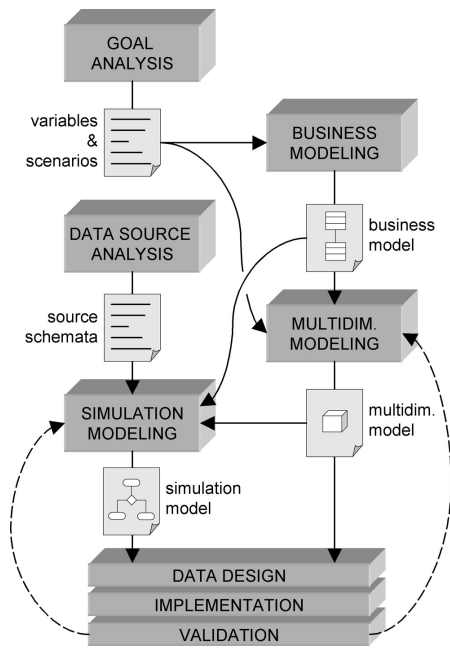 GOAL
ANALYSIS
variables
&
scenarios
BUSINESS
MODELING
business
model
DATA SOURCE
ANALYSIS
source
schemata
MULTIDIM.
MODELING
SIMULATION
MODELING
multidim.
model
simulation
model
DATA DESIGN
IMPLEMENTATION
VALIDATION